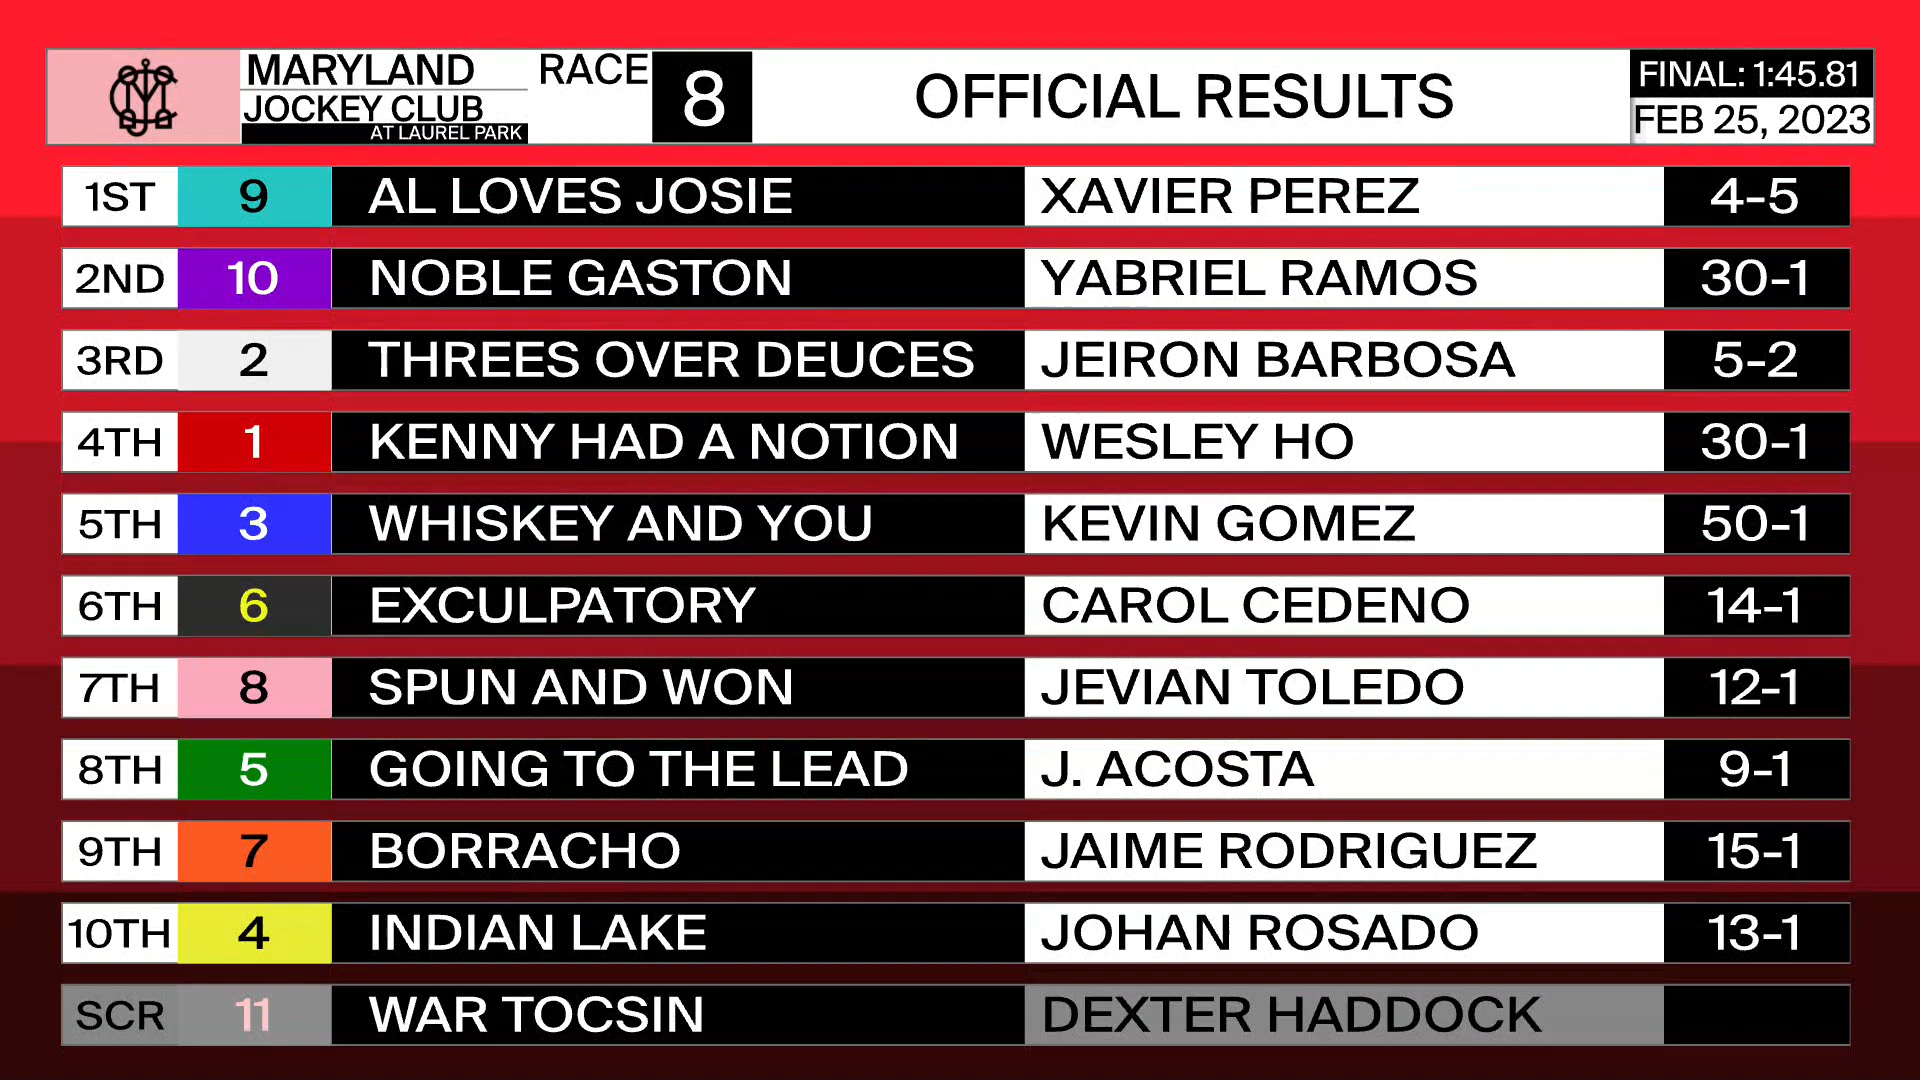 MARYLAND
JOCKEY CLUB
AT LAUREL PARK
RACE 8
OFFICIAL RESULTS
FINAL: 1:45.81
FEB 25, 2023
1ST 9 AL LOVES JOSIE XAVIER PEREZ 4-5
2ND 10 NOBLE GASTON YABRIEL RAMOS 30-1
3RD 2 THREES OVER DEUCES JEIRON BARBOSA 5-2
4TH 1 KENNY HAD A NOTION WESLEY HO 30-1
5TH 3 WHISKEY AND YOU KEVIN GOMEZ 50-1
6TH 6 EXCULPATORY CAROL CEDENO 14-1
7TH 8 SPUN AND WON JEVIAN TOLEDO 12-1
8TH 5 GOING TO THE LEAD J. ACOSTA 9-1
9TH 7 BORRACHO JAIME RODRIGUEZ 15-1
10TH 4 INDIAN LAKE JOHAN ROSADO 13-1
SCR 11 WAR TOCSIN DEXTER HADDOCK